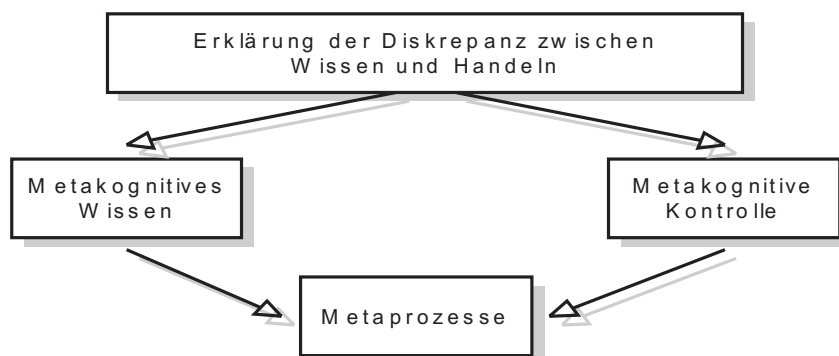 Erklärung der Diskrepanz zwischen
Wissen und Handeln
Metakognitives
Wissen
Metakognitive
Kontrolle
Metaprozesse